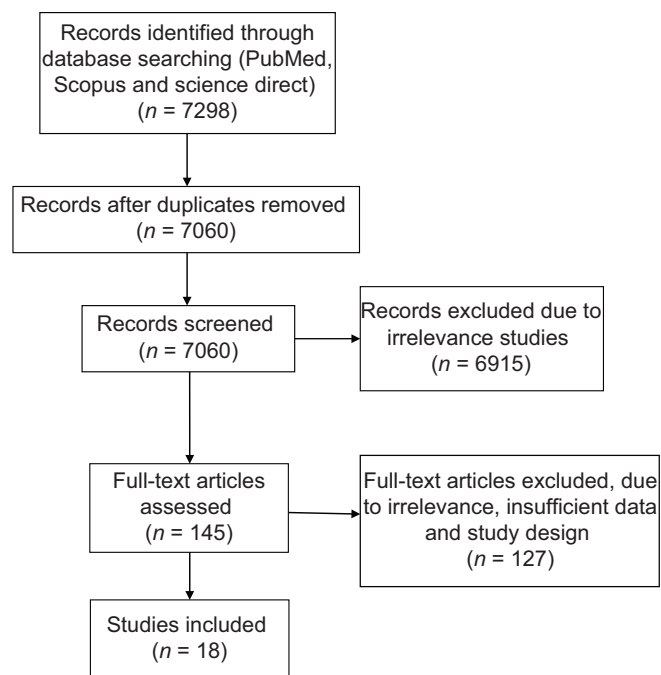 Records identified through
database searching (PubMed,
Scopus and science direct)
(n = 7298)
Records after duplicates removed
(n = 7060)
Records screened
(n = 7060)
Records excluded due to
irrelevance studies
(n = 6915)
Full-text articles
assessed
(n = 145)
Full-text articles excluded, due
to irrelevance, insufficient data
and study design
(n = 127)
Studies included
(n = 18)